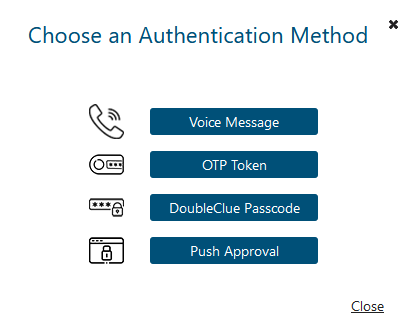 Choose an Authentication Method
Voice Message
OTP Token
DoubleClue Passcode
Push Approval
Close